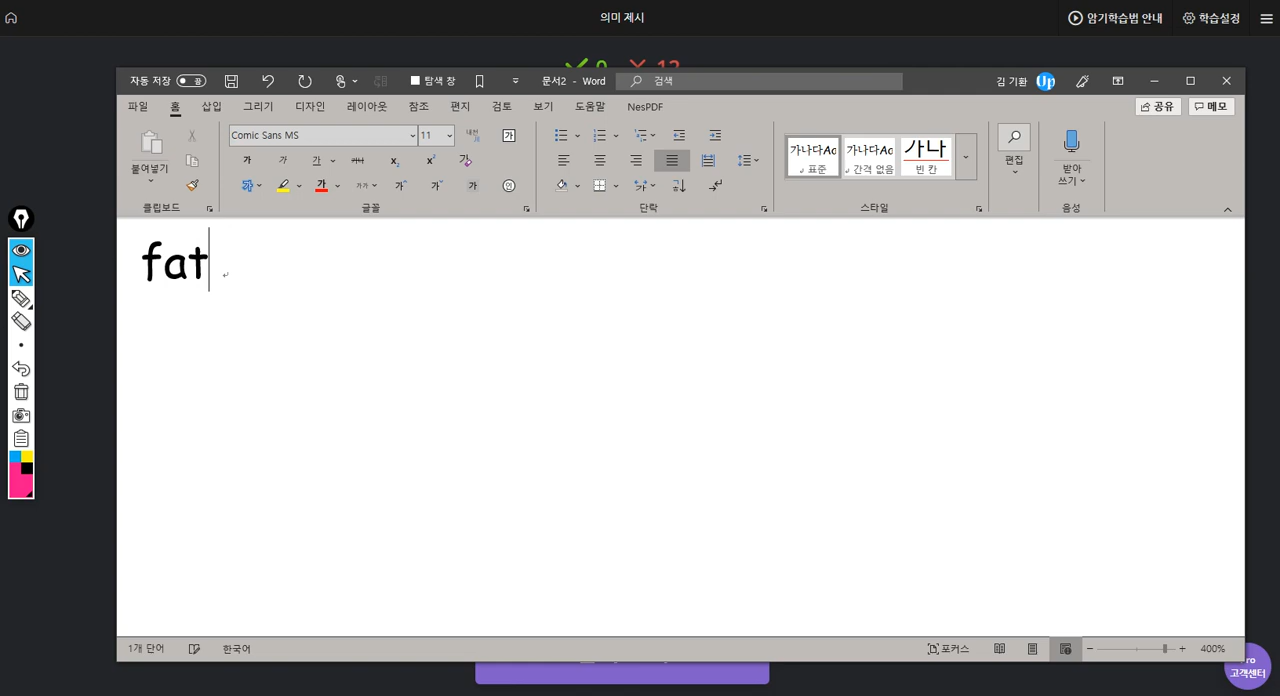 의미 제시
암기학습법 안내
학습설정
자동 저장 끔
탐색 창
문서2 - Word
검색
김 기환
Up
파일 홈 삽입 그리기 디자인 레이아웃 참조 편지 검토 보기 도움말 NesPDF
공유 메모
붙여넣기
Comic Sans MS 11
가나다AaC 표준
가나다AaC 간격 없음
가나 빈 칸
편집
받아
쓰기
클립보드 글꼴 단락 스타일 음성
fat
1개 단어 한국어
포커스
400%
고객센터